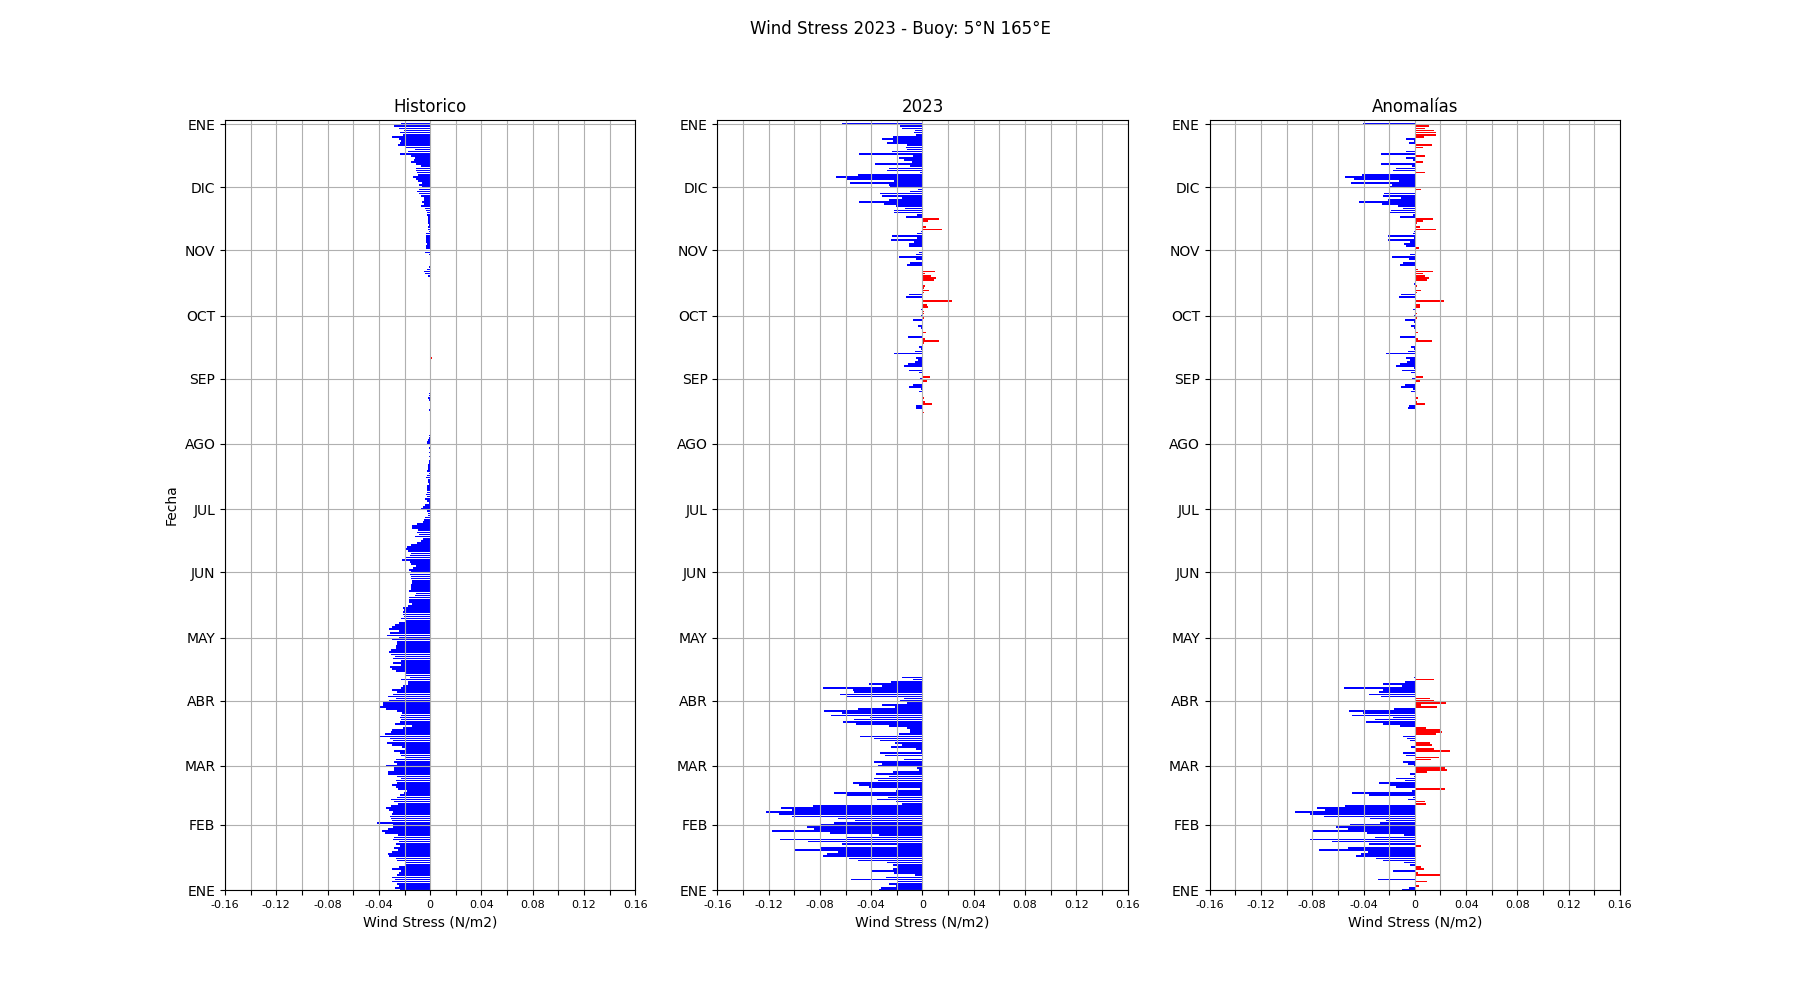 Wind Stress 2023 - Buoy: 5°N 165°E
Historico
2023
Anomalías
Fecha
ENE
DIC
NOV
OCT
SEP
AGO
JUL
JUN
MAY
ABR
MAR
FEB
ENE
-0.16 -0.12 -0.08 -0.04 0 0.04 0.08 0.12 0.16
Wind Stress (N/m2)
ENE
DIC
NOV
OCT
SEP
AGO
JUL
JUN
MAY
ABR
MAR
FEB
ENE
-0.16 -0.12 -0.08 -0.04 0 0.04 0.08 0.12 0.16
Wind Stress (N/m2)
ENE
DIC
NOV
OCT
SEP
AGO
JUL
JUN
MAY
ABR
MAR
FEB
ENE
-0.16 -0.12 -0.08 -0.04 0 0.04 0.08 0.12 0.16
Wind Stress (N/m2)